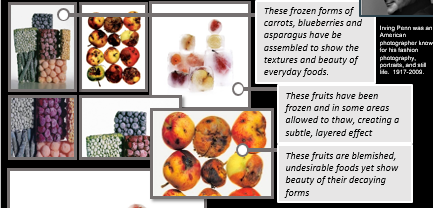 These frozen forms of
carrots, blueberries and
asparagus have be
assembled to show the
textures and beauty of
everyday foods.
Irving Penn was an
American
photographer know
for his fashion
photography,
portraits, and still
life.  1917-2009.
These fruits have been
frozen and in some areas
allowed to thaw, creating a
subtle, layered effect
These fruits are blemished,
undesirable foods yet show
beauty of their decaying
forms